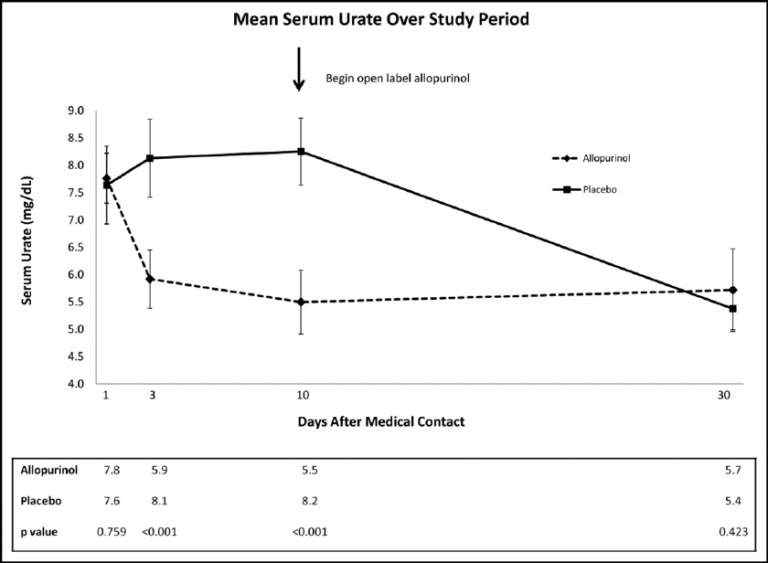 Mean Serum Urate Over Study Period
Begin open label allopurinol
9.0
8.5
8.0
7.5
7.0
6.5
6.0
5.5
5.0
4.5
4.0
Serum Urate (mg/dL)
Allopurinol
Placebo
1 3 10 30
Days After Medical Contact
Allopurinol 7.8 5.9 5.5 5.7
Placebo 7.6 8.1 8.2 5.4
p value 0.759 <0.001 <0.001 0.423